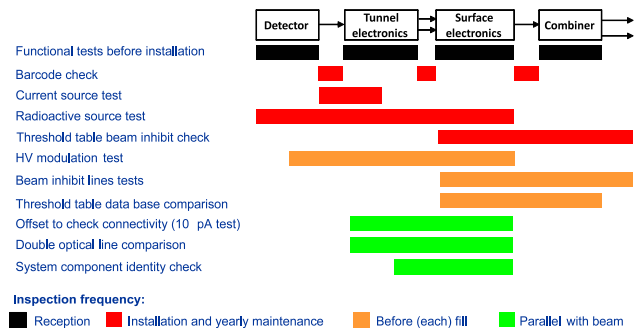 Detector
Tunnel
electronics
Surface
electronics
Combiner
Functional tests before installation
Barcode check
Current source test
Radioactive source test
Threshold table beam inhibit check
HV modulation test
Beam inhibit lines tests
Threshold table data base comparison
Offset to check connectivity (10 pA test)
Double optical line comparison
System component identity check
Inspection frequency:
Reception Installation and yearly maintenance Before (each) fill Parallel with beam